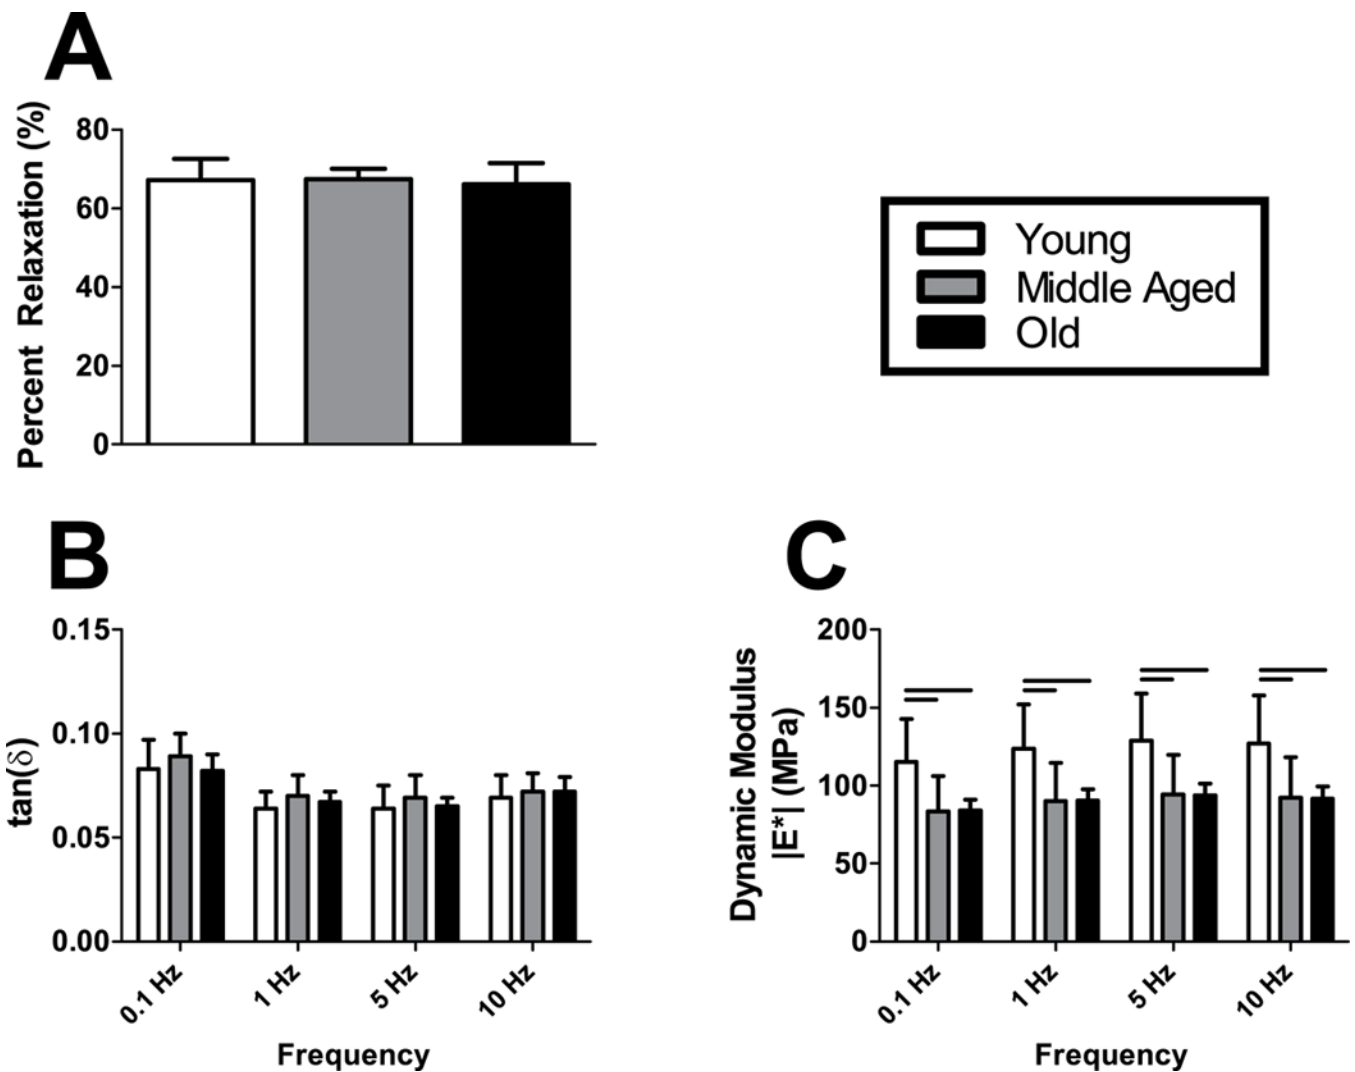 A
Percent Relaxation (%)
80
60
40
20
0
Young
Middle Aged
Old
B
tan(δ)
0.15
0.10
0.05
0.00
0.1 Hz
1 Hz
5 Hz
10 Hz
Frequency
C
Dynamic Modulus
|E*| (MPa)
200
150
100
50
0
0.1 Hz
1 Hz
5 Hz
10 Hz
Frequency